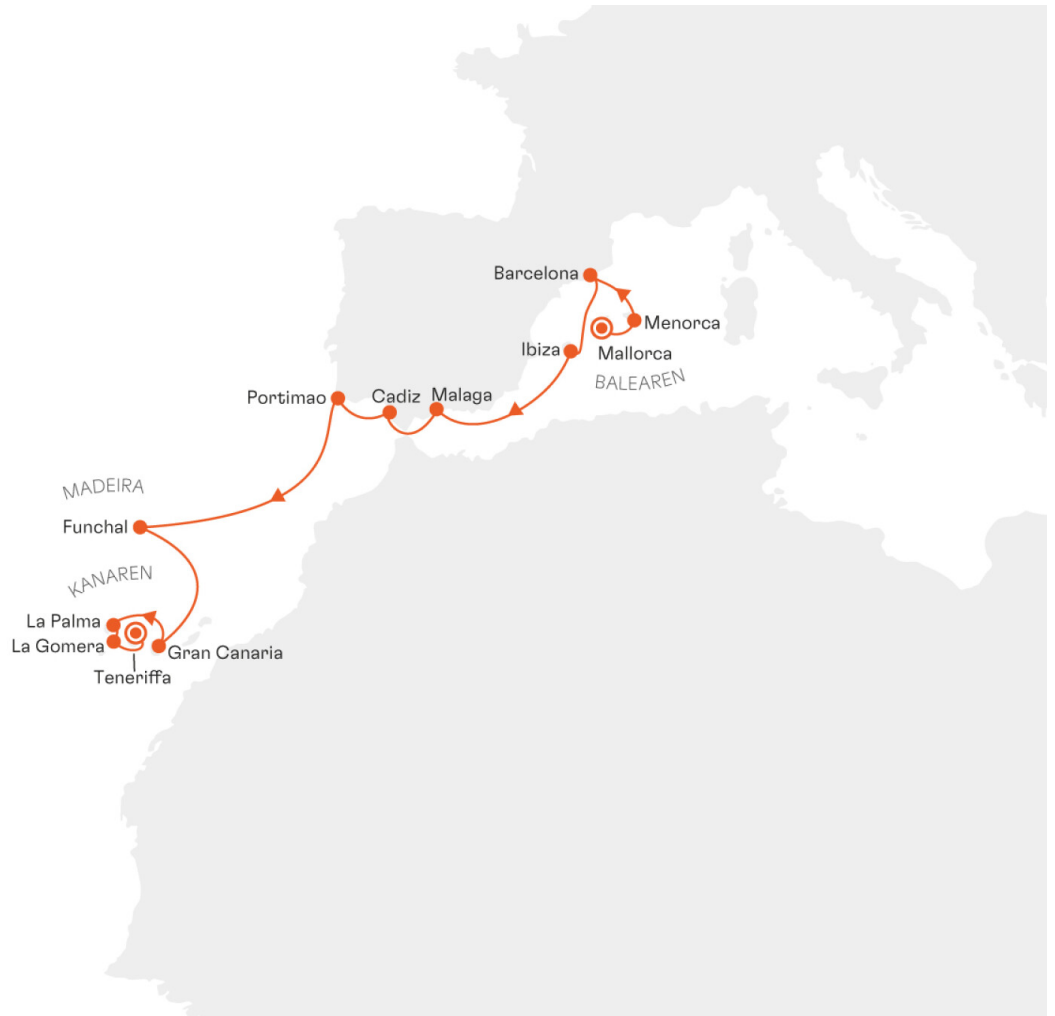 Barcelona
Menorca
Ibiza
Mallorca
BALEAREN
Portimao
Cadiz
Malaga
MADEIRA
Funchal
KANAREN
La Palma
La Gomera
Gran Canaria
Teneriffa